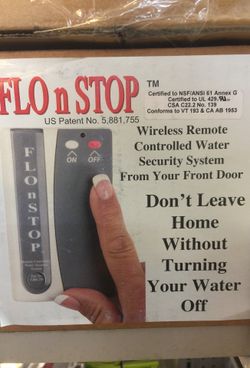 FLO n STOP ™
Certified to NSF/ANSI 61 Annex G
Certified to UL 429,
CSA C22.2 No. 139
Conforms to VT 193 & CA AB 1953
US Patent No. 5,881,755
Wireless Remote
Controlled Water
Security System
From Your Front Door
ON OFF
FLO n STOP
Don't Leave
Home
Without
Turning
Your Water
Off